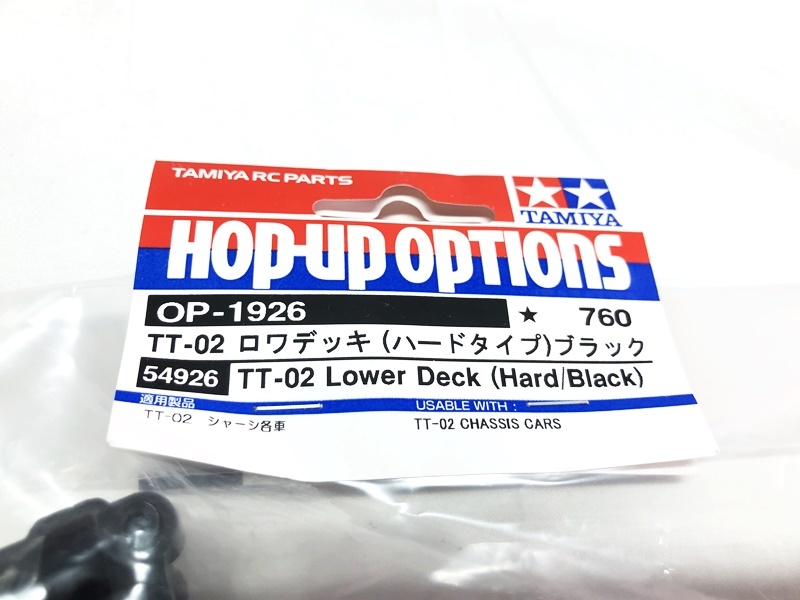 TAMIYA RC PARTS
TAMIYA
HOP-UP OPTIONS
OP-1926 ★ 760
TT-02 ロワデッキ (ハードタイプ)ブラック
54926 TT-02 Lower Deck (Hard/Black)
適用製品 USABLE WITH :
TT-02 シャーシ各車 TT-02 CHASSIS CARS